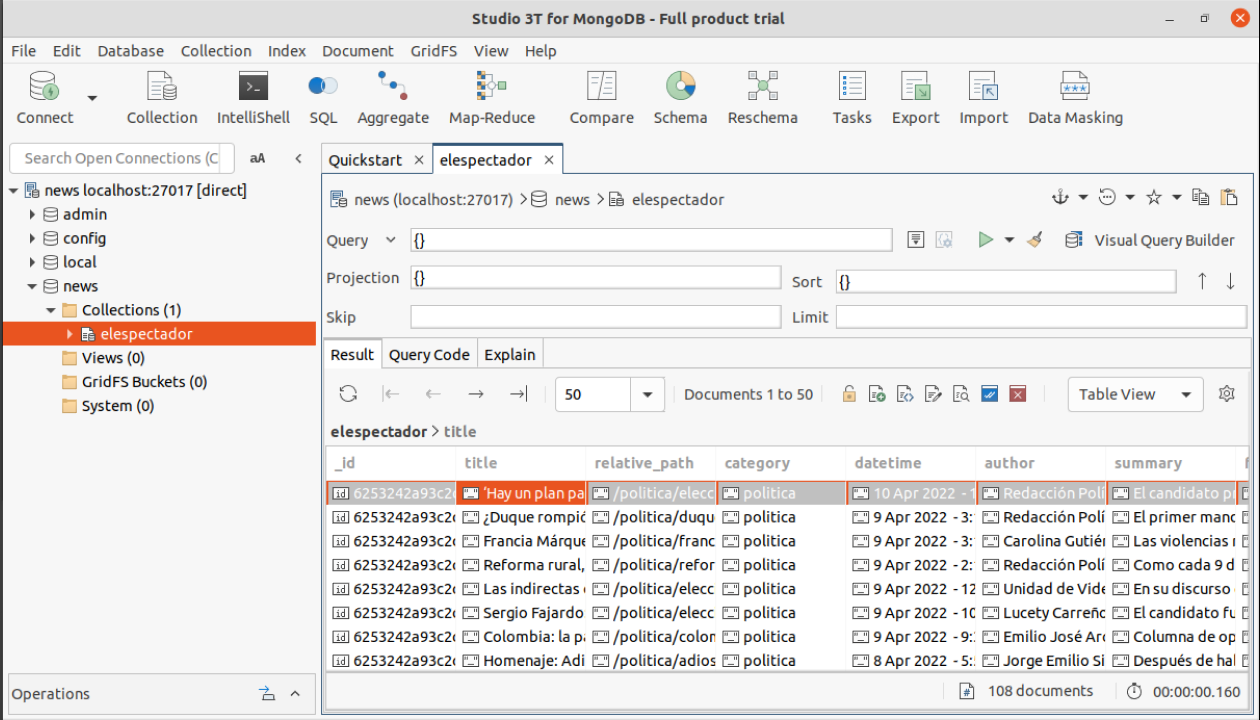 Studio 3T for MongoDB - Full product trial
File Edit Database Collection Index Document GridFS View Help
Connect Collection IntelliShell SQL Aggregate Map-Reduce Compare Schema Reschema Tasks Export Import Data Masking
Search Open Connections (C aA
Quickstart × elespectador ×
news localhost:27017 [direct]
admin
config
local
news
Collections (1)
elespectador
Views (0)
GridFS Buckets (0)
System (0)
Operations
news (localhost:27017) > news > elespectador
Query {} Visual Query Builder
Projection {} Sort {}
Skip Limit
Result Query Code Explain
50 Documents 1 to 50 Table View
elespectador > title
_id title relative_path category datetime author summary
6253242a93c2 'Hay un plan pa /politica/elecc politica 10 Apr 2022 - Redacción Polí El candidato p
6253242a93c2 ¿Duque rompió /politica/duqu politica 9 Apr 2022 - 3: Redacción Polí El primer manc
6253242a93c2 Francia Márque /politica/franc politica 9 Apr 2022 - 3: Carolina Gutiér Las violencias
6253242a93c2 Reforma rural, /politica/refor politica 9 Apr 2022 - 2: Redacción Polí Como cada 9 d
6253242a93c2 Las indirectas /politica/elecc politica 9 Apr 2022 - 12 Unidad de Vide En su discurso
6253242a93c2 Sergio Fajardo /politica/elecc politica 9 Apr 2022 - 10 Lucety Carreño El candidato fu
6253242a93c2 Colombia: la pa /politica/color politica 9 Apr 2022 - 9: Emilio José Arc Columna de op
6253242a93c2 Homenaje: Adi /politica/adios politica 8 Apr 2022 - 5: Jorge Emilio Si Después de hal
108 documents 00:00:00.160